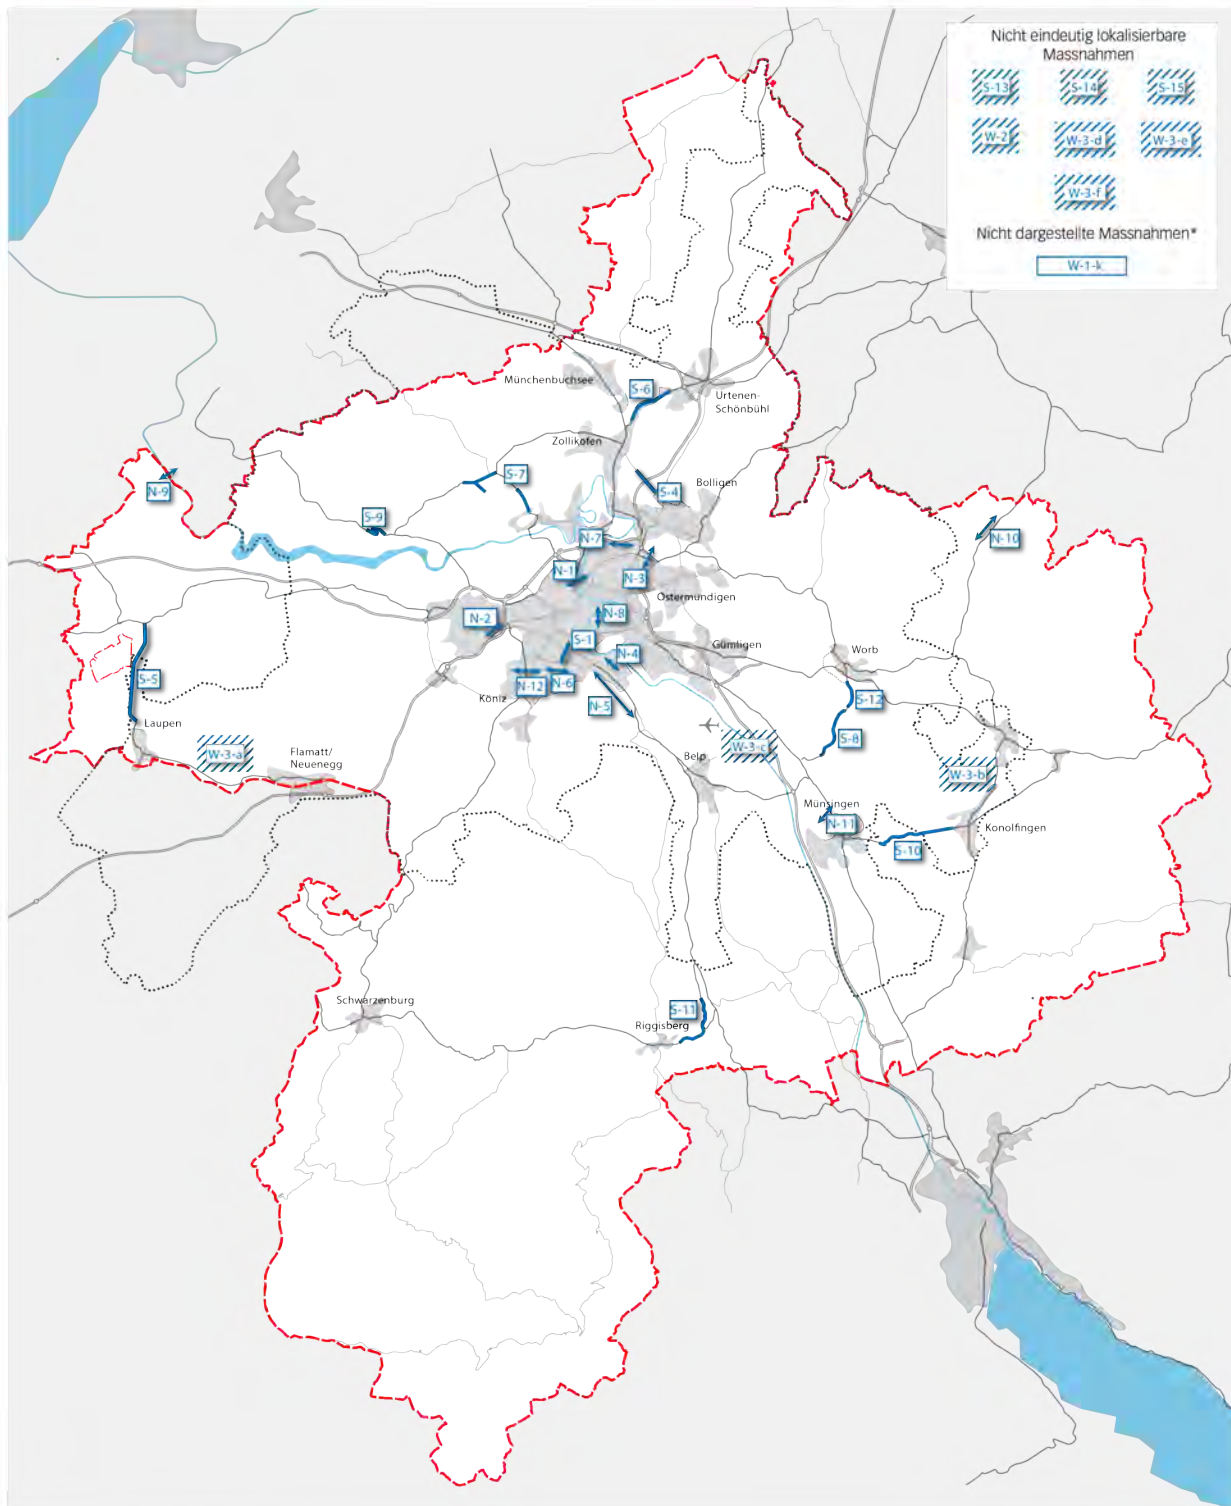 Nicht eindeutig lokalisierbare
Massnahmen
S-13 S-14 S-15
W-2 W-3-d W-3-e
W-3-f
Nicht dargestellte Massnahmen*
W-1-k
Münchenbuchsee
S-6
Urtenen-
Schönbühl
Zollikofen
S-7
S-4
Bolligen
N-9
S-9
N-7
N-10
N-1
N-3
Ostermundigen
N-2
N-8
S-1
N-4
Gümligen
Worb
S-5
Köniz
N-12
N-6
N-5
S-12
Laupen
S-8
W-3-a
Flamatt/
Neuenegg
W-3-c
Belp
W-3-b
Münsingen
N-11
Konolfingen
S-10
Schwarzenburg
S-11
Riggisberg